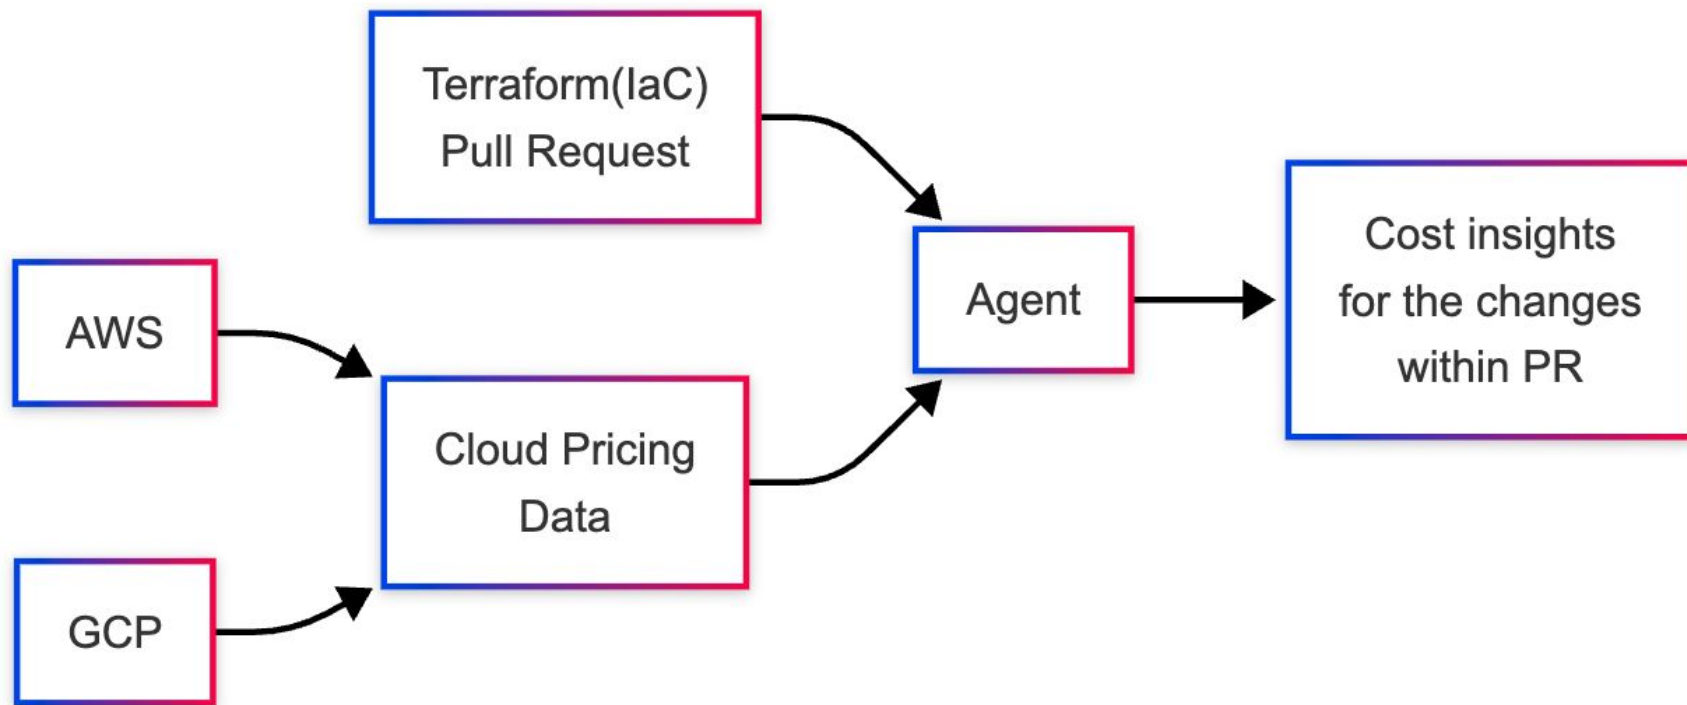 Terraform(IaC)
Pull Request
AWS
Cloud Pricing
Data
GCP
Agent
Cost insights
for the changes
within PR